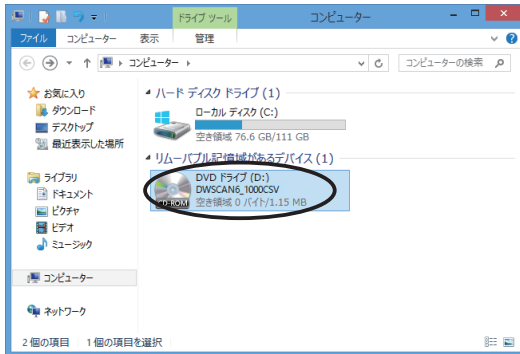 ドライブ ツール
コンピューター
ファイル
コンピューター
表示
管理
コンピューター
コンピューターの検索
お気に入り
ダウンロード
デスクトップ
最近表示した場所
ライブラリ
ドキュメント
ピクチャ
ビデオ
ミュージック
コンピューター
ネットワーク
ハード ディスク ドライブ (1)
ローカル ディスク (C:)
空き領域 76.6 GB/111 GB
リムーバブル記憶域があるデバイス (1)
DVD ドライブ (D:)
DWSCAN6_1000CSV
空き領域 0 バイト/1.15 MB
CD-ROM
2 個の項目
1 個の項目を選択